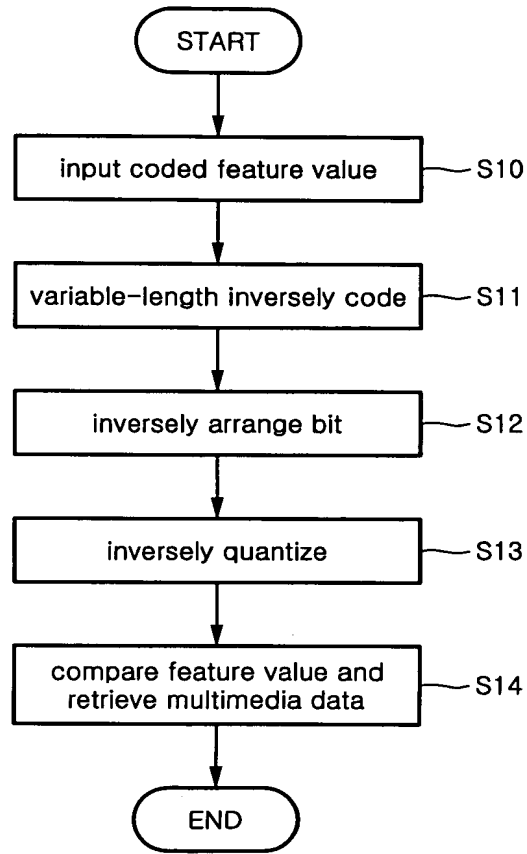 START
input coded feature value
S10
variable-length inversely code
S11
inversely arrange bit
S12
inversely quantize
S13
compare feature value and
retrieve multimedia data
S14
END